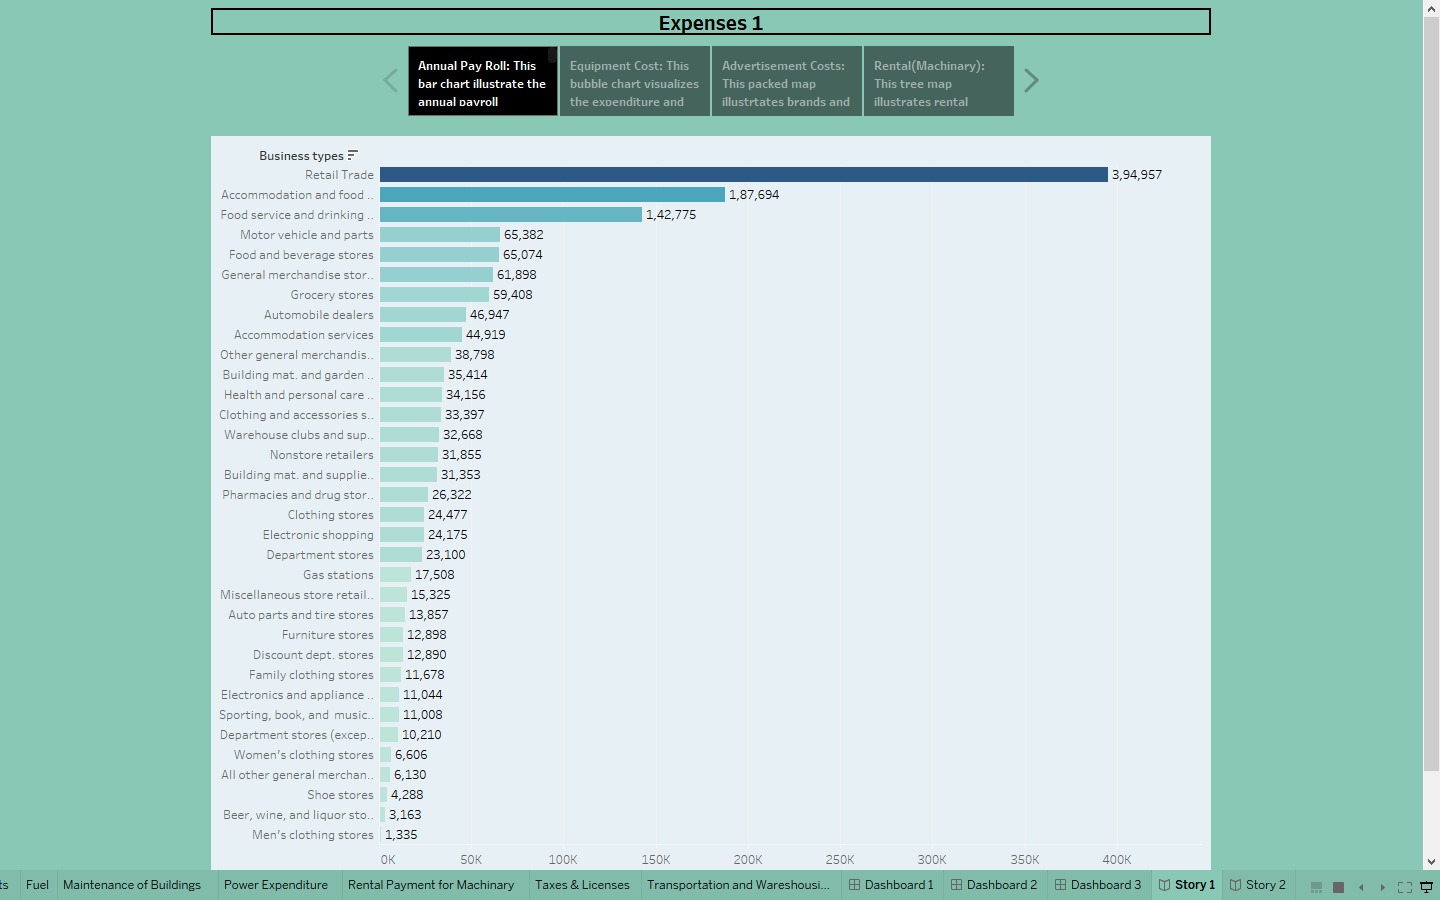 Expenses 1
Annual Pay Roll: This
bar chart illustrate the
annual payroll
Equipment Cost: This
bubble chart visualizes
the expenditure and
Advertisement Costs:
This packed map
illustrtates brands and
Rental(Machinary):
This tree map
illustrates rental
Business types
Retail Trade 3,94,957
Accommodation and food .. 1,87,694
Food service and drinking .. 1,42,775
Motor vehicle and parts 65,382
Food and beverage stores 65,074
General merchandise stor.. 61,898
Grocery stores 59,408
Automobile dealers 46,947
Accommodation services 44,919
Other general merchandis.. 38,798
Building mat. and garden .. 35,414
Health and personal care .. 34,156
Clothing and accessories s.. 33,397
Warehouse clubs and sup.. 32,668
Nonstore retailers 31,855
Building mat. and supplie.. 31,353
Pharmacies and drug stor.. 26,322
Clothing stores 24,477
Electronic shopping 24,175
Department stores 23,100
Gas stations 17,508
Miscellaneous store retail.. 15,325
Auto parts and tire stores 13,857
Furniture stores 12,898
Discount dept. stores 12,890
Family clothing stores 11,678
Electronics and appliance .. 11,044
Sporting, book, and music.. 11,008
Department stores (excep.. 10,210
Women's clothing stores 6,606
All other general merchan.. 6,130
Shoe stores 4,288
Beer, wine, and liquor sto.. 3,163
Men's clothing stores 1,335
0K 50K 100K 150K 200K 250K 300K 350K 400K
ts Fuel Maintenance of Buildings Power Expenditure Rental Payment for Machinary Taxes & Licenses Transportation and Wareshousi... Dashboard 1 Dashboard 2 Dashboard 3 Story 1 Story 2